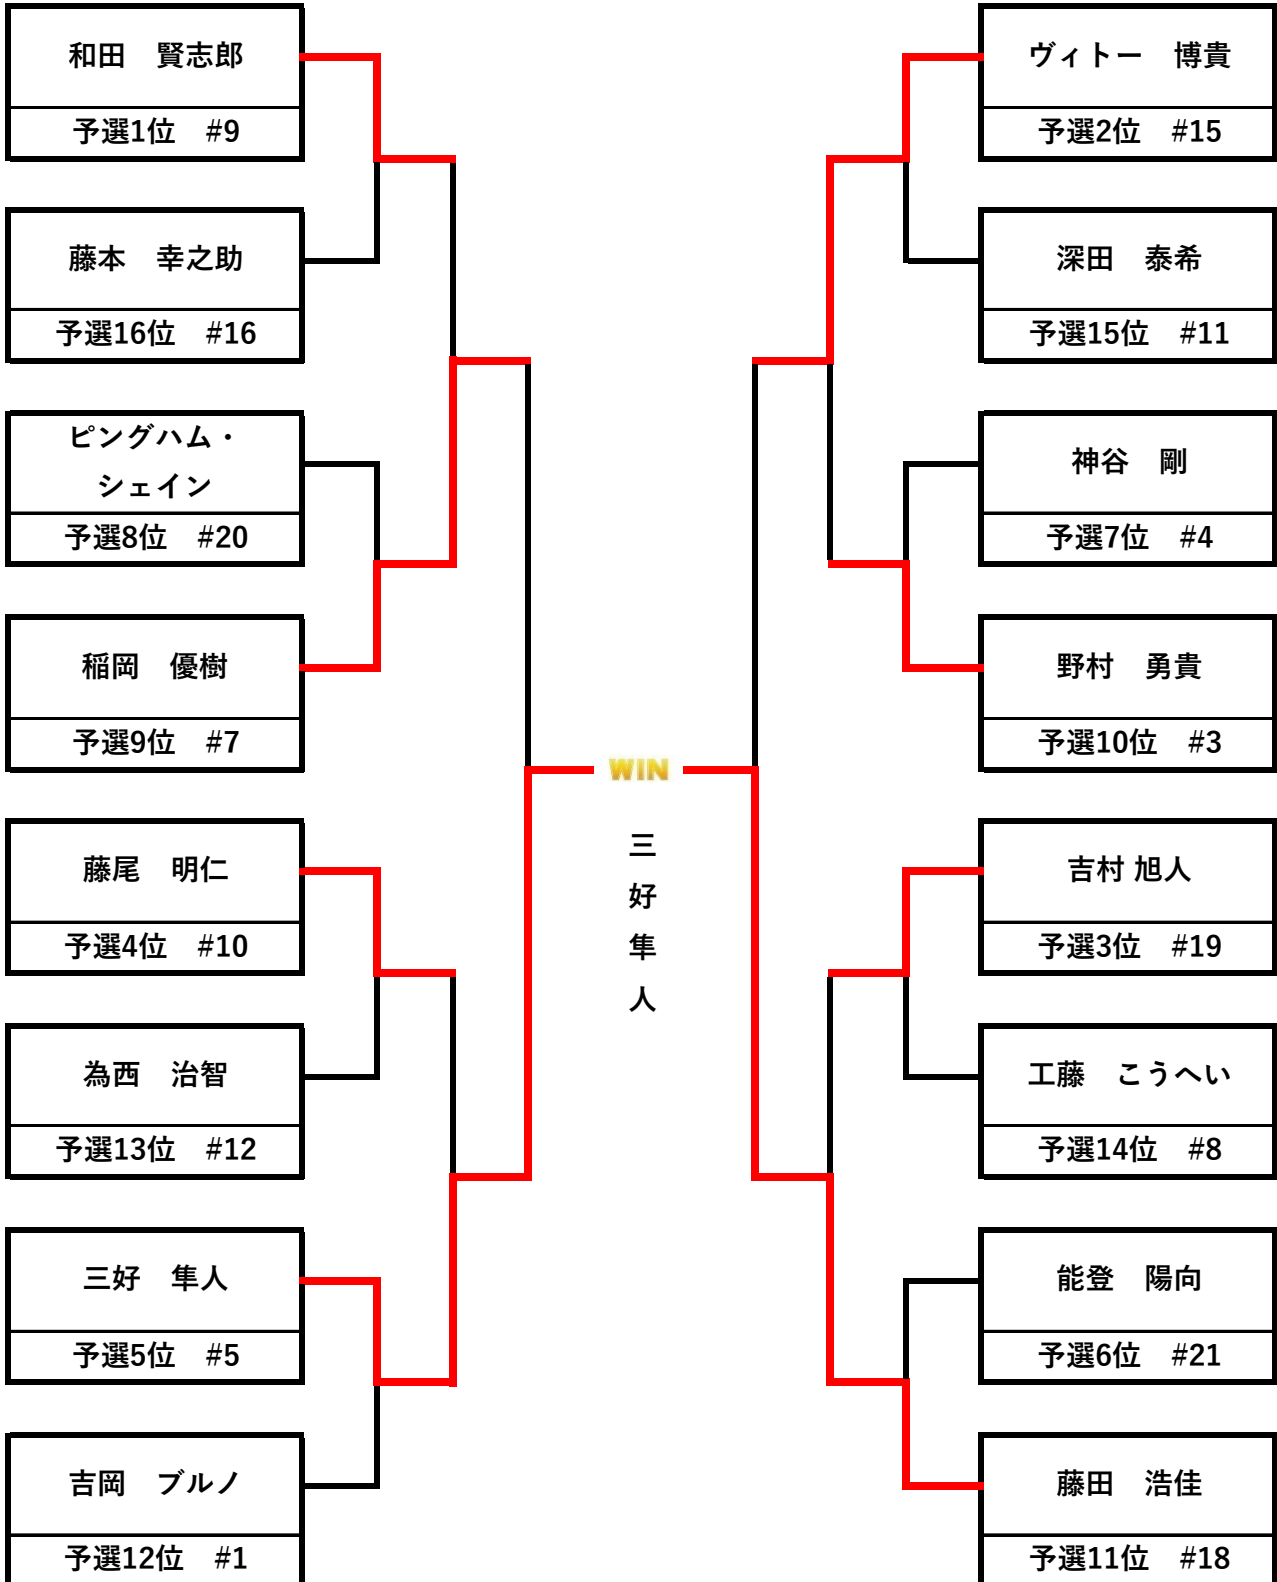 和田　賢志郎
予選1位　#9
藤本　幸之助
予選16位　#16
ピングハム・
シェイン
予選8位　#20
稲岡　優樹
予選9位　#7
藤尾　明仁
予選4位　#10
為西　治智
予選13位　#12
三好　隼人
予選5位　#5
吉岡　ブルノ
予選12位　#1
WIN
三
好
隼
人
ヴィトー　博貴
予選2位　#15
深田　泰希
予選15位　#11
神谷　剛
予選7位　#4
野村　勇貴
予選10位　#3
吉村 旭人
予選3位　#19
工藤　こうへい
予選14位　#8
能登　陽向
予選6位　#21
藤田　浩佳
予選11位　#18